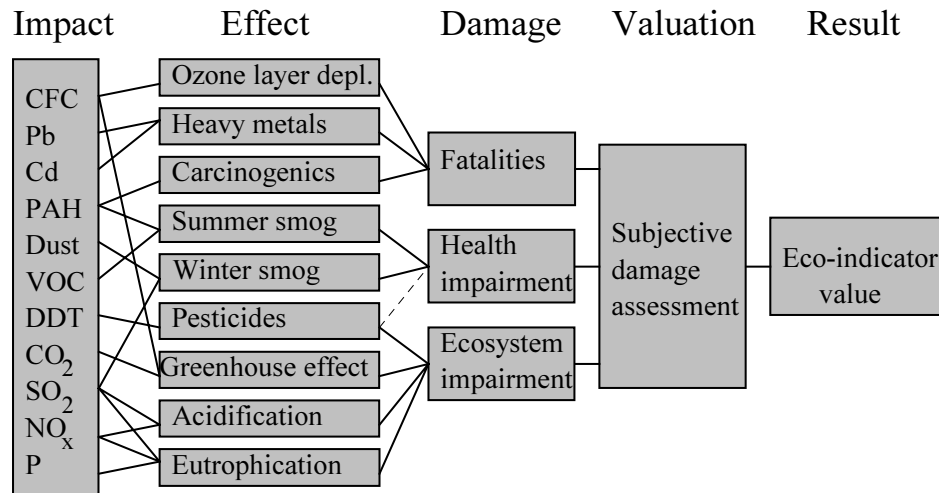 Impact
Effect
Damage
Valuation
Result
CFC
Pb
Cd
PAH
Dust
VOC
DDT
CO2
SO2
NOx
P
Ozone layer depl.
Heavy metals
Carcinogenics
Summer smog
Winter smog
Pesticides
Greenhouse effect
Acidification
Eutrophication
Fatalities
Health
impairment
Ecosystem
impairment
Subjective
damage
assessment
Eco-indicator
value